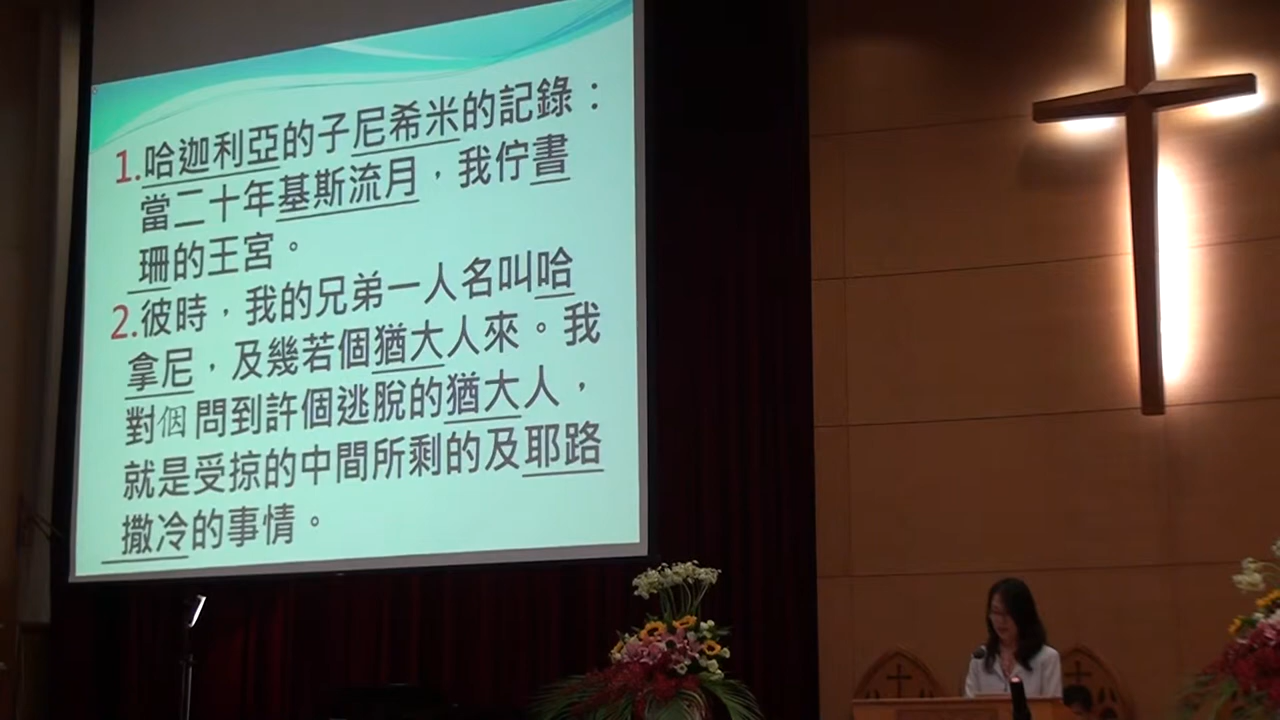 1.哈迦利亞的子尼希米的記錄：
當二十年基斯流月，我佇書
珊的王宮。
2.彼時，我的兄弟一人名叫哈
拿尼，及幾若個猶大人來。我
對𪜶問到許個逃脫的猶大人，
就是受掠的中間所剩的及耶路
撒冷的事情。